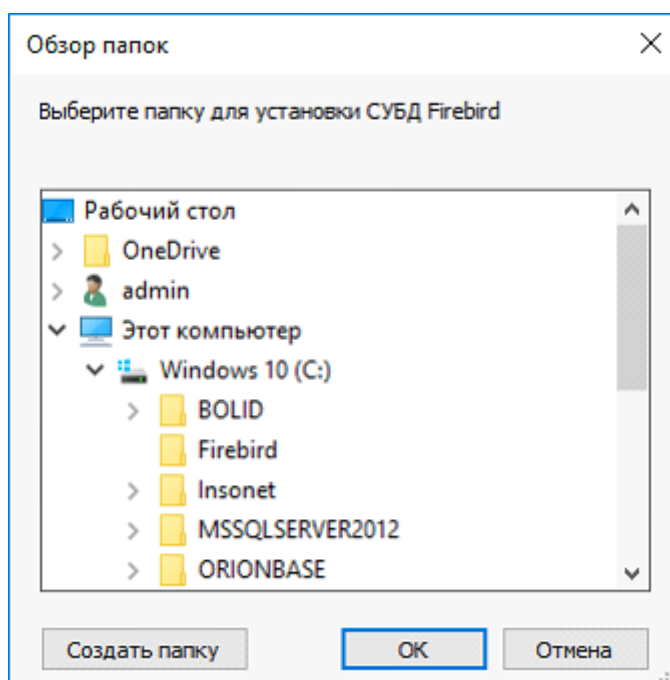 Обзор папок
Выберите папку для установки СУБД Firebird
Рабочий стол
OneDrive
admin
Этот компьютер
Windows 10 (C:)
BOLID
Firebird
Insonet
MSSQLSERVER2012
ORIONBASE
Создать папку
ОК
Отмена